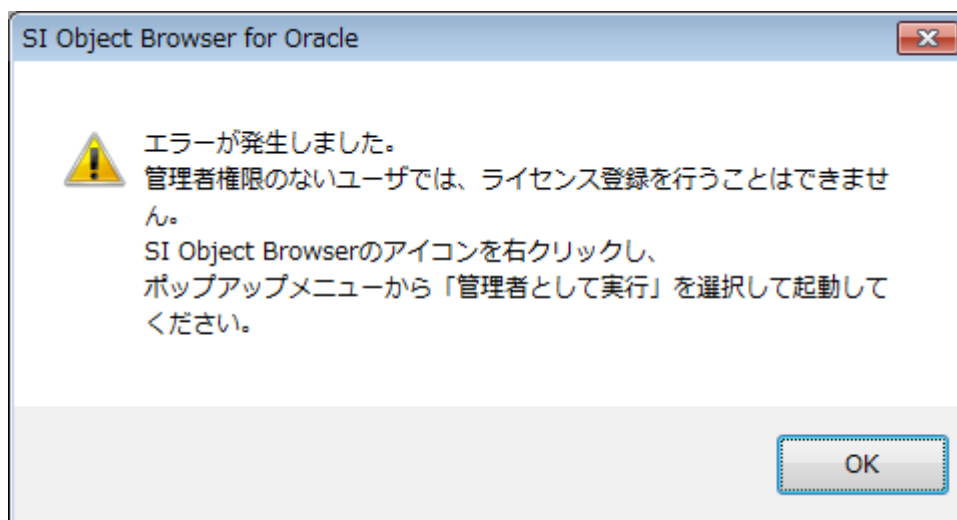 SI Object Browser for Oracle
エラーが発生しました。
管理者権限のないユーザでは、ライセンス登録を行うことはできませ
ん。
SI Object Browserのアイコンを右クリックし、
ポップアップメニューから「管理者として実行」を選択して起動して
ください。
OK